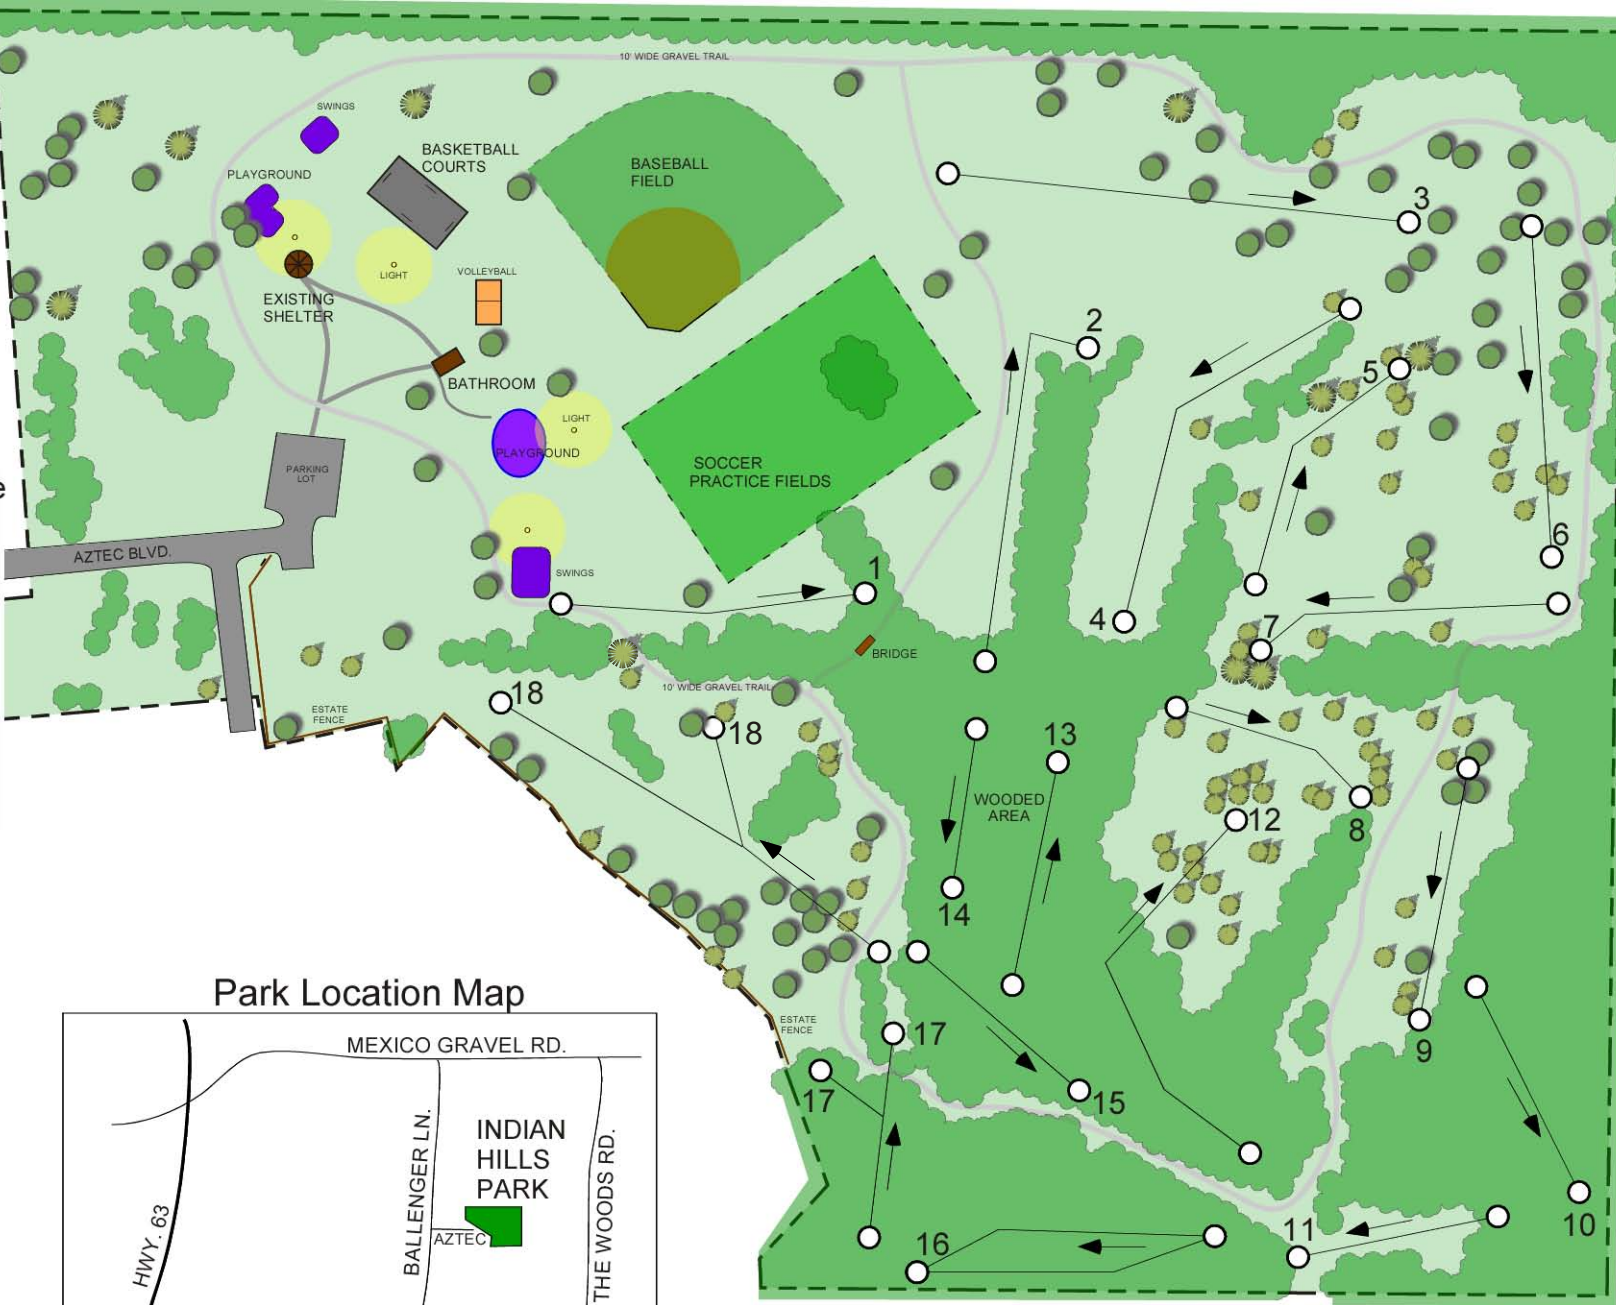 10' WIDE GRAVEL TRAIL
SWINGS
BASKETBALL
COURTS
BASEBALL
FIELD
PLAYGROUND
3
LIGHT
VOLLEYBALL
EXISTING
SHELTER
2
5
BATHROOM
LIGHT
PLAYGROUND
SOCCER
PRACTICE FIELDS
PARKING
LOT
AZTEC BLVD.
6
SWINGS
1
4
7
BRIDGE
10' WIDE GRAVEL TRAIL
18
ESTATE
FENCE
18
13
WOODED
AREA
12
8
14
ESTATE
FENCE
17
9
17
15
10
16
11
Park Location Map
MEXICO GRAVEL RD.
HWY. 63
BALLENGER LN.
INDIAN
HILLS
PARK
AZTEC
THE WOODS RD.